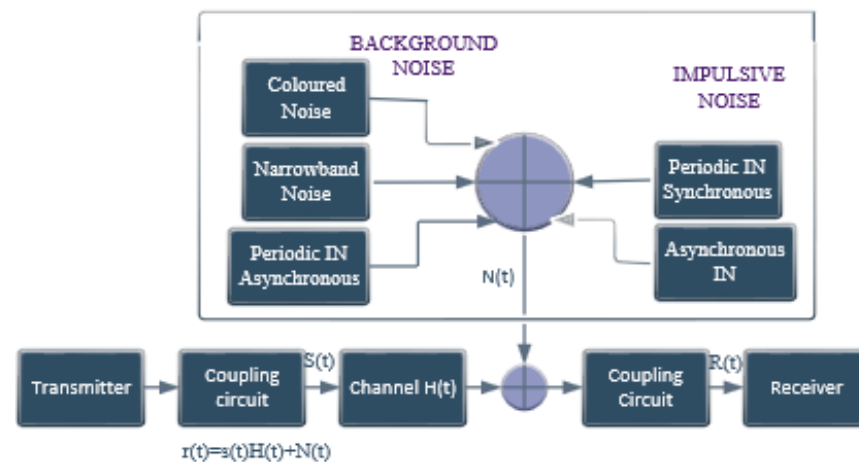 BACKGROUND
NOISE
IMPULSIVE
NOISE
Coloured
Noise
Narrowband
Noise
Periodic IN
Asynchronous
Periodic IN
Synchronous
Asynchronous
IN
N(t)
Transmitter
Coupling
circuit
S(t)
Channel H(t)
Coupling
Circuit
R(t)
Receiver
r(t)=s(t)H(t)+N(t)